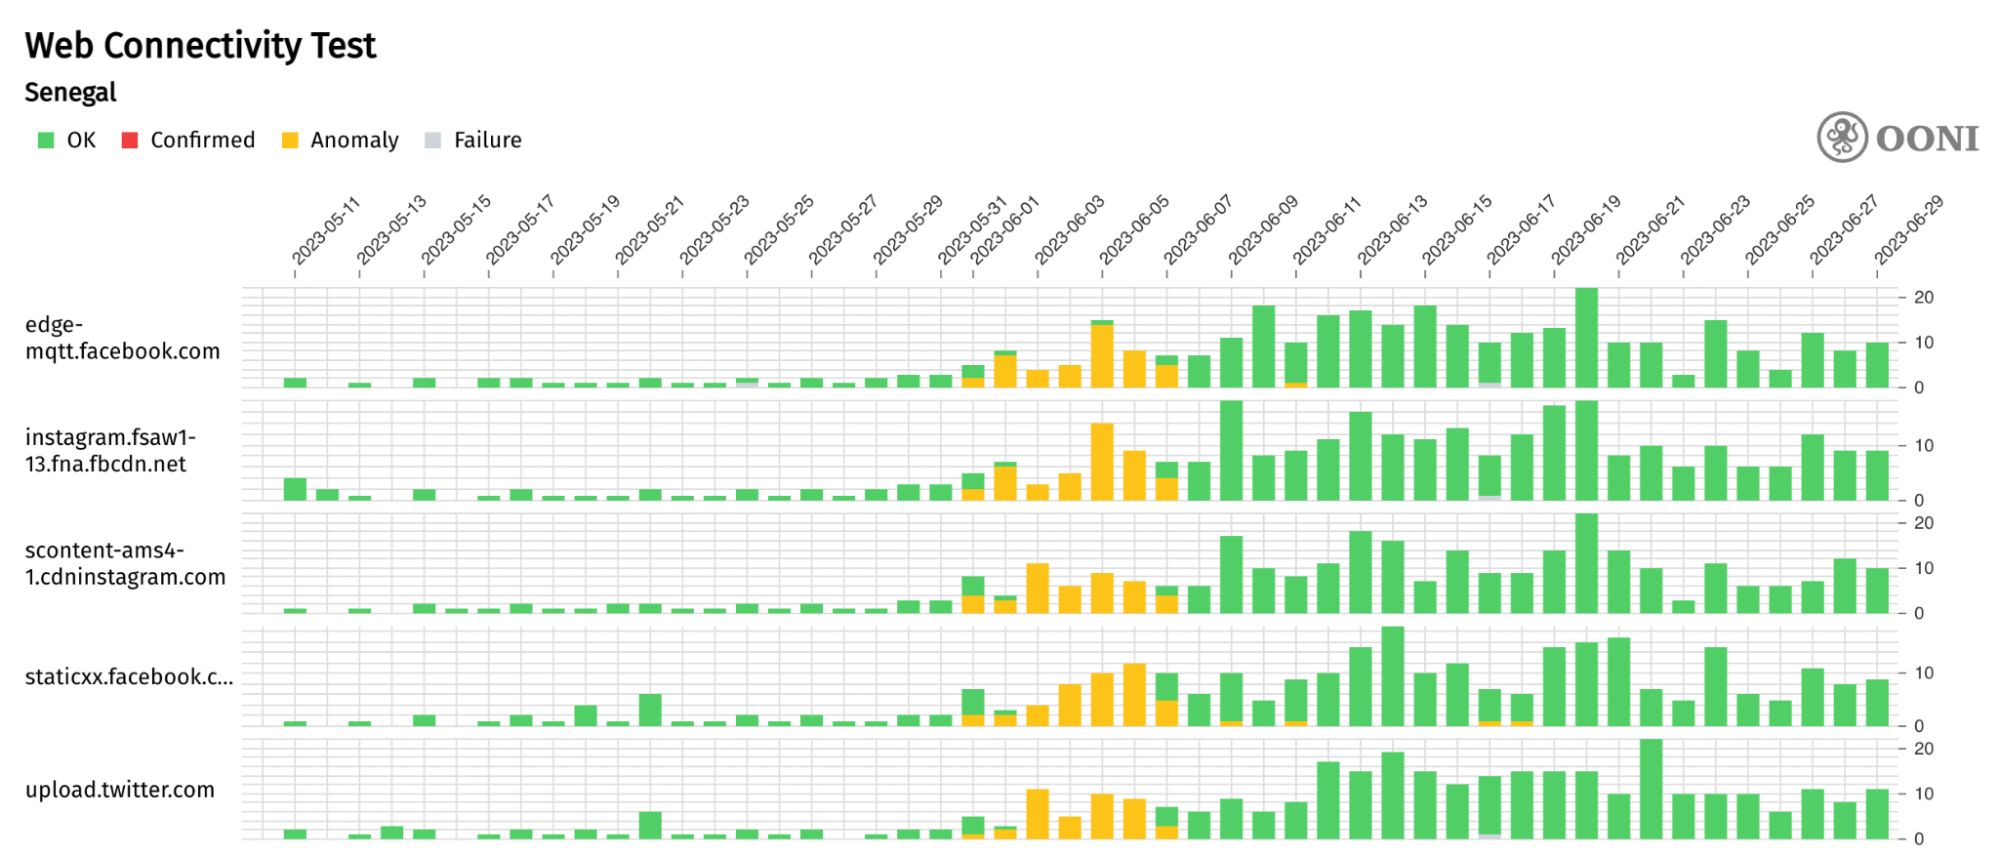 Web Connectivity Test
Senegal
OK Confirmed Anomaly Failure
OONI
2023-05-11 2023-05-13 2023-05-15 2023-05-17 2023-05-19 2023-05-21 2023-05-23 2023-05-25 2023-05-27 2023-05-29 2023-05-31 2023-06-01 2023-06-03 2023-06-05 2023-06-07 2023-06-09 2023-06-11 2023-06-13 2023-06-15 2023-06-17 2023-06-19 2023-06-21 2023-06-23 2023-06-25 2023-06-27 2023-06-29
edge-
mqtt.facebook.com
20
10
0
instagram.fsaw1-
13.fna.fbcdn.net
10
0
scontent-ams4-
1.cdninstagram.com
20
10
0
staticxx.facebook.c...
10
0
upload.twitter.com
20
10
0